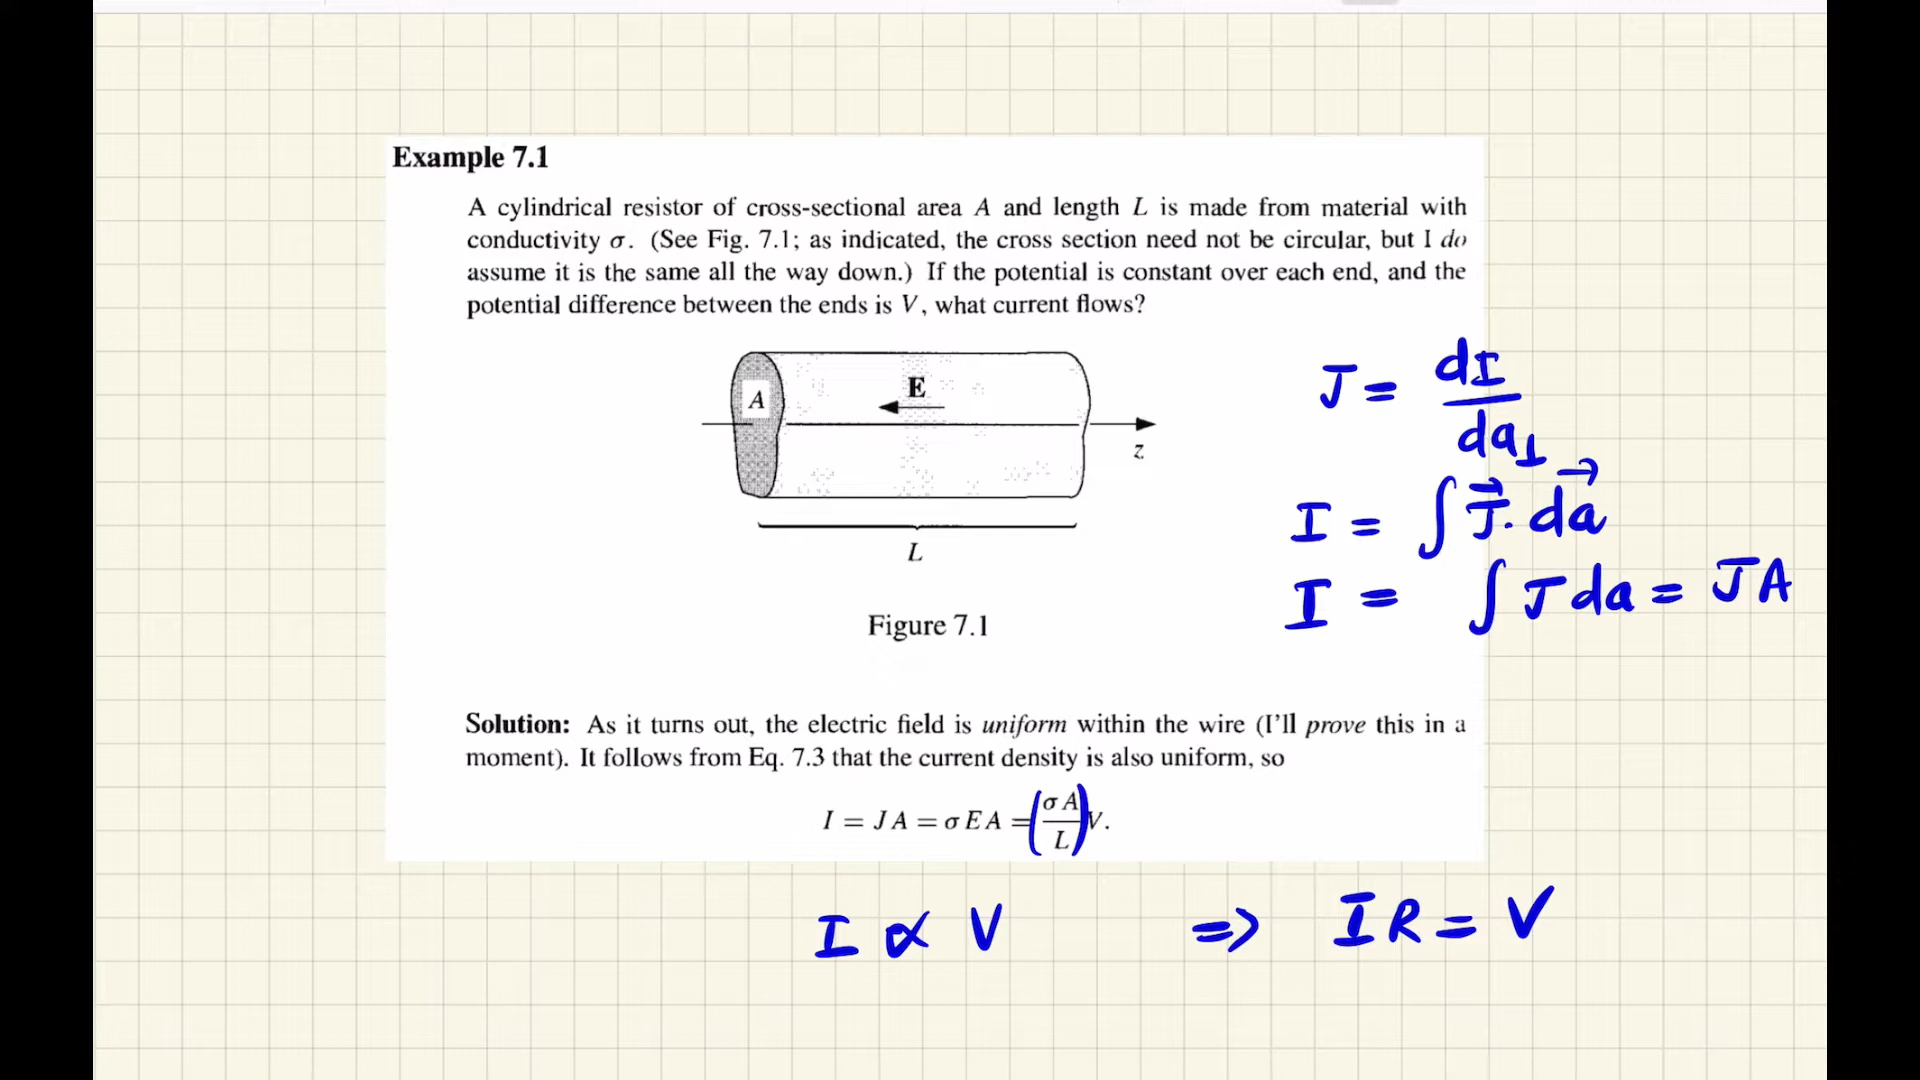 Example 7.1
A cylindrical resistor of cross-sectional area A and length L is made from material with
conductivity σ. (See Fig. 7.1; as indicated, the cross section need not be circular, but I do
assume it is the same all the way down.) If the potential is constant over each end, and the
potential difference between the ends is V, what current flows?
A
E
z
L
Figure 7.1
J = dI/da⊥
I = ∫ J⃗ · da⃗
I = ∫ J da = JA
Solution: As it turns out, the electric field is uniform within the wire (I'll prove this in a
moment). It follows from Eq. 7.3 that the current density is also uniform, so
I = JA = σEA = (σA/L)V.
I ∝ V ⇒ IR = V